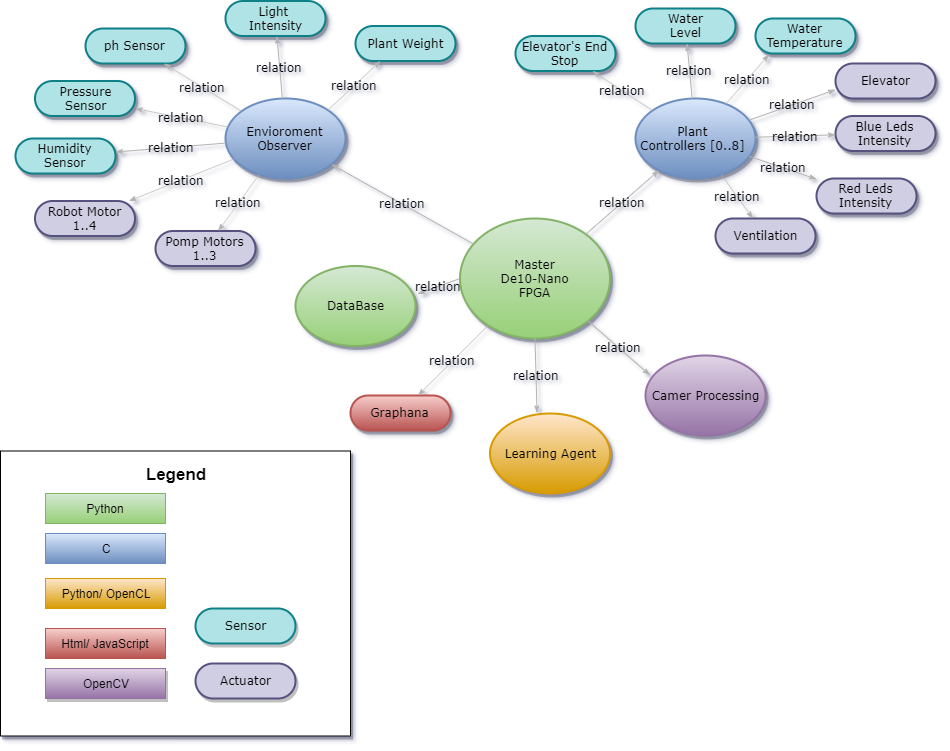 Light
Intensity
ph Sensor
Plant Weight
relation
relation
relation
Pressure
Sensor
relation
Envioroment
Observer
Humidity
Sensor
relation
relation
Robot Motor
1..4
relation
Pomp Motors
1..3
Water
Level
Water
Temperature
Elevator's End
Stop
relation
relation
relation
Elevator
relation
Plant
Controllers [0..8]
relation
Blue Leds
Intensity
relation
Red Leds
Intensity
relation
Ventilation
relation
relation
Master
De10-Nano
FPGA
relation
DataBase
relation
relation
relation
Graphana
Learning Agent
Camer Processing
Legend
Python
C
Python/ OpenCL
Html/ JavaScript
OpenCV
Sensor
Actuator